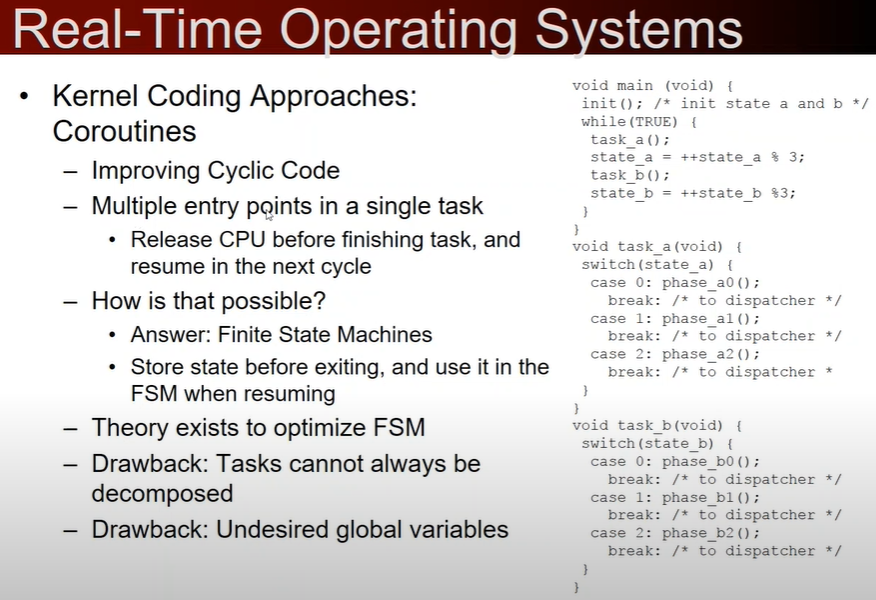 Real-Time Operating Systems
• Kernel Coding Approaches:
Coroutines
– Improving Cyclic Code
– Multiple entry points in a single task
• Release CPU before finishing task, and
resume in the next cycle
– How is that possible?
• Answer: Finite State Machines
• Store state before exiting, and use it in the
FSM when resuming
– Theory exists to optimize FSM
– Drawback: Tasks cannot always be
decomposed
– Drawback: Undesired global variables
void main (void) {
init(); /* init state a and b */
while(TRUE) {
task_a();
state_a = ++state_a % 3;
task_b();
state_b = ++state_b %3;
}
}
void task_a(void) {
switch(state_a) {
case 0: phase_a0();
break: /* to dispatcher */
case 1: phase_a1();
break: /* to dispatcher */
case 2: phase_a2();
break: /* to dispatcher *
}
}
void task_b(void) {
switch(state_b) {
case 0: phase_b0();
break: /* to dispatcher */
case 1: phase_b1();
break: /* to dispatcher */
case 2: phase_b2();
break: /* to dispatcher */
}
}